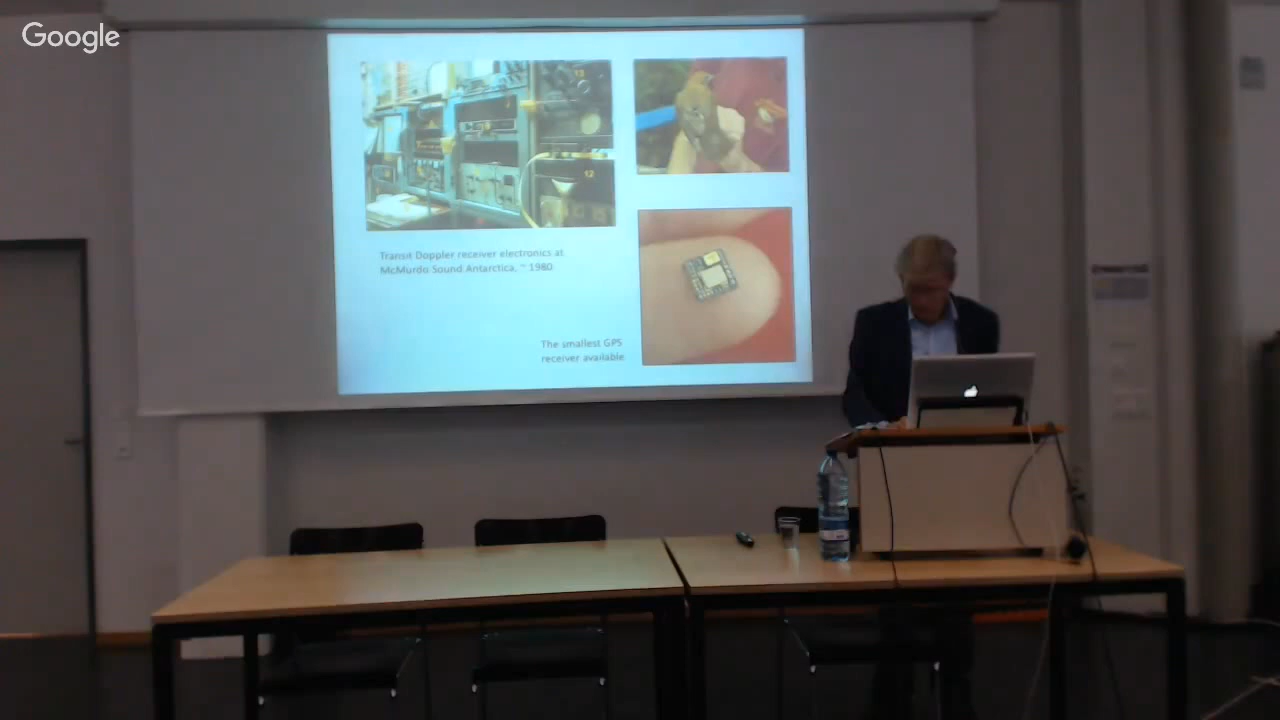 Google
Transit Doppler receiver electronics at
McMurdo Sound Antarctica, ~ 1980
The smallest GPS
receiver available